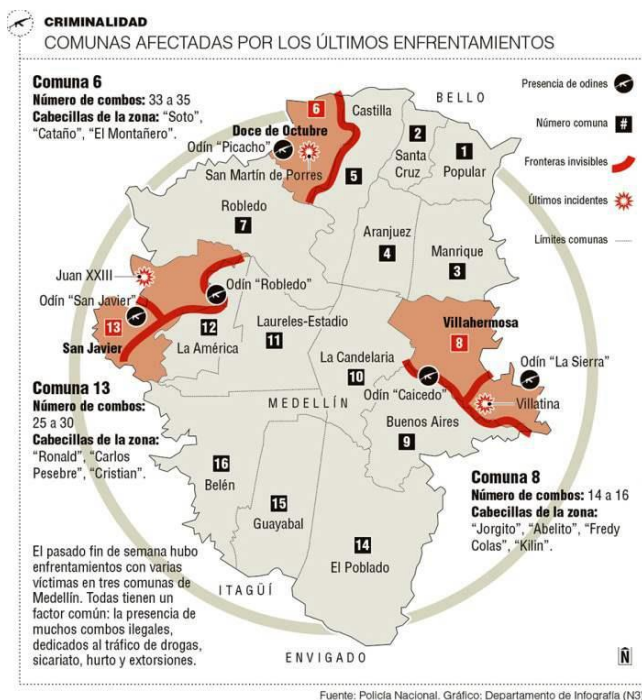 CRIMINALIDAD
COMUNAS AFECTADAS POR LOS ÚLTIMOS ENFRENTAMIENTOS
Comuna 6
Número de combos: 33 a 35
Cabecillas de la zona: "Soto",
"Cataño", "El Montañero".
Presencia de odines
Número comuna #
Fronteras invisibles
Últimos incidentes
Límites comunas
BELLO
6
Castilla
Doce de Octubre
Odín "Picacho"
San Martín de Porres
5
2
Santa
Cruz
1
Popular
Robledo
7
Aranjuez
4
Manrique
3
Juan XXIII
Odín "San Javier"
Odín "Robledo"
13
San Javier
12
La América
Laureles-Estadio
11
Villahermosa
8
La Candelaria
10
Odín "La Sierra"
Odín "Caicedo"
Villatina
MEDELLÍN
Buenos Aires
9
Comuna 13
Número de combos:
25 a 30
Cabecillas de la zona:
"Ronald", "Carlos
Pesebre", "Cristian".
16
Belén
15
Guayabal
14
El Poblado
Comuna 8
Número de combos: 14 a 16
Cabecillas de la zona:
"Jorgito", "Abelito", "Fredy
Colas", "Kilin".
El pasado fin de semana hubo
enfrentamientos con varias
víctimas en tres comunas de
Medellín. Todas tienen un
factor común: la presencia de
muchos combos ilegales,
dedicados al tráfico de drogas,
sicariato, hurto y extorsiones.
ITAGÜÍ
ENVIGADO
N
Fuente: Policía Nacional. Gráfico: Departamento de Infografía (N3